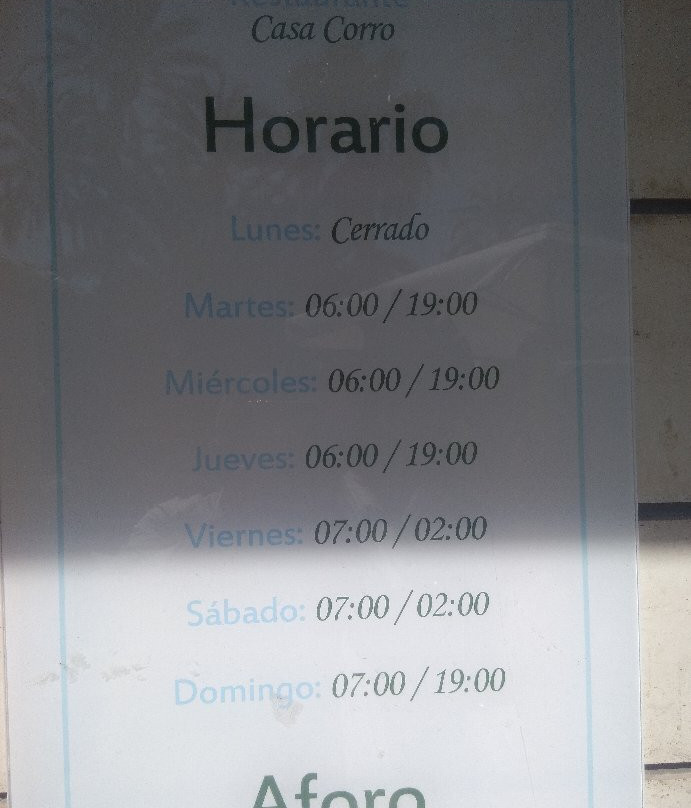 Restaurante
Casa Corro
Horario
Lunes: Cerrado
Martes: 06:00 / 19:00
Miércoles: 06:00 / 19:00
Jueves: 06:00 / 19:00
Viernes: 07:00 / 02:00
Sábado: 07:00 / 02:00
Domingo: 07:00 / 19:00
Aforo